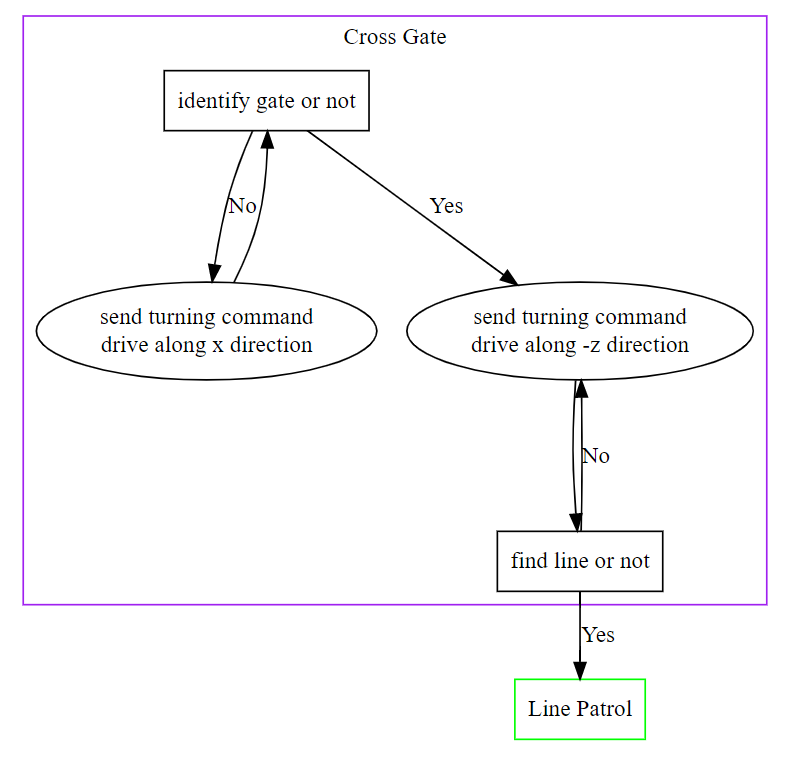 Cross Gate
identify gate or not
No
Yes
send turning command
drive along x direction
send turning command
drive along -z direction
No
find line or not
Yes
Line Patrol